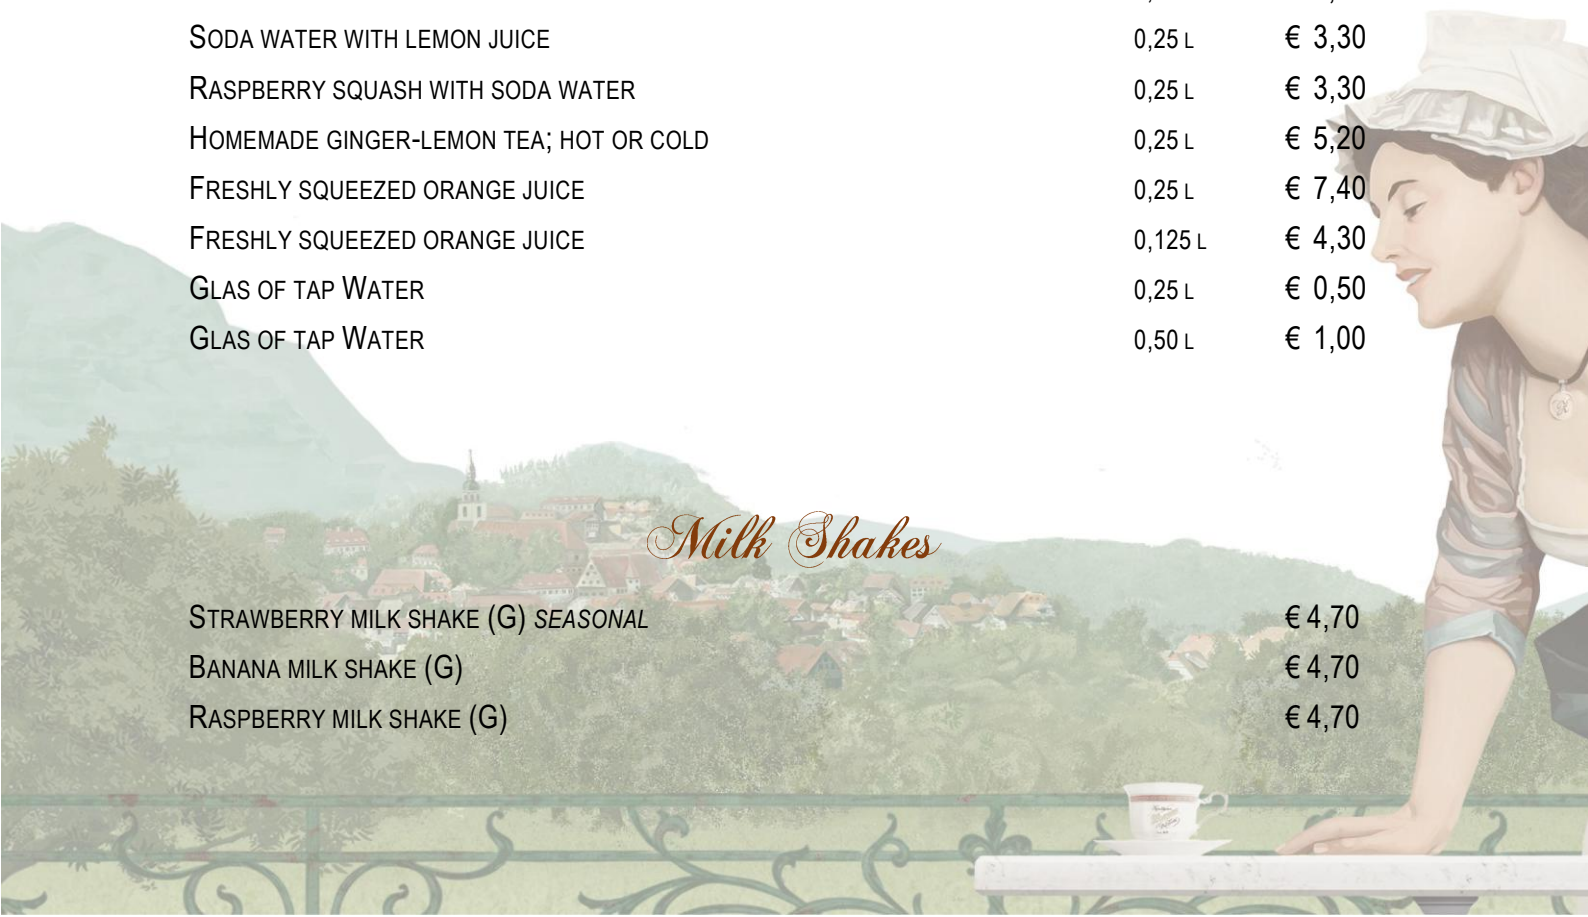 Soda water with lemon juice 0,25 l € 3,30
Raspberry squash with soda water 0,25 l € 3,30
Homemade ginger-lemon tea; hot or cold 0,25 l € 5,20
Freshly squeezed orange juice 0,25 l € 7,40
Freshly squeezed orange juice 0,125 l € 4,30
Glas of tap Water 0,25 l € 0,50
Glas of tap Water 0,50 l € 1,00
Milk Shakes
Strawberry milk shake (G) seasonal € 4,70
Banana milk shake (G) € 4,70
Raspberry milk shake (G) € 4,70